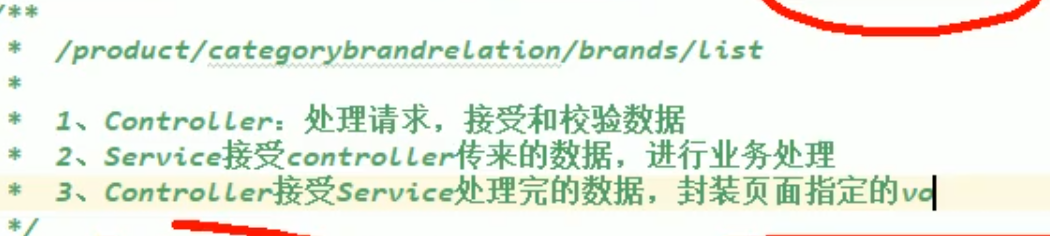 /**
* /product/categorybrandrelation/brands/list
*
* 1、Controller：处理请求，接受和校验数据
* 2、Service接受controller传来的数据，进行业务处理
* 3、Controller接受Service处理完的数据，封装页面指定的vo
*/